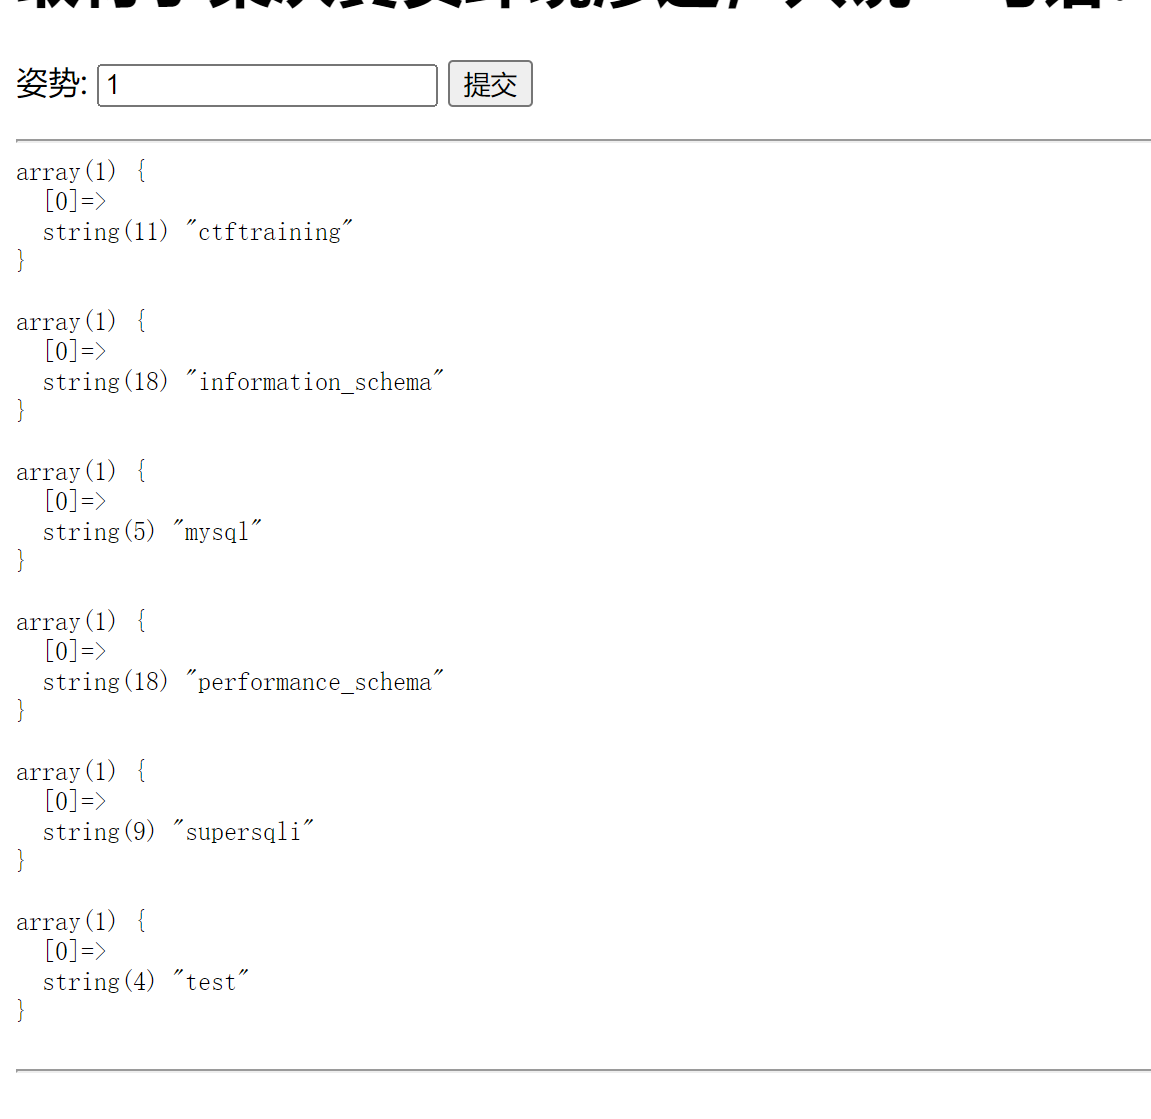 姿势: 1 提交
array(1) {
  [0]=>
  string(11) "ctftraining"
}
array(1) {
  [0]=>
  string(18) "information_schema"
}
array(1) {
  [0]=>
  string(5) "mysql"
}
array(1) {
  [0]=>
  string(18) "performance_schema"
}
array(1) {
  [0]=>
  string(9) "supersqli"
}
array(1) {
  [0]=>
  string(4) "test"
}